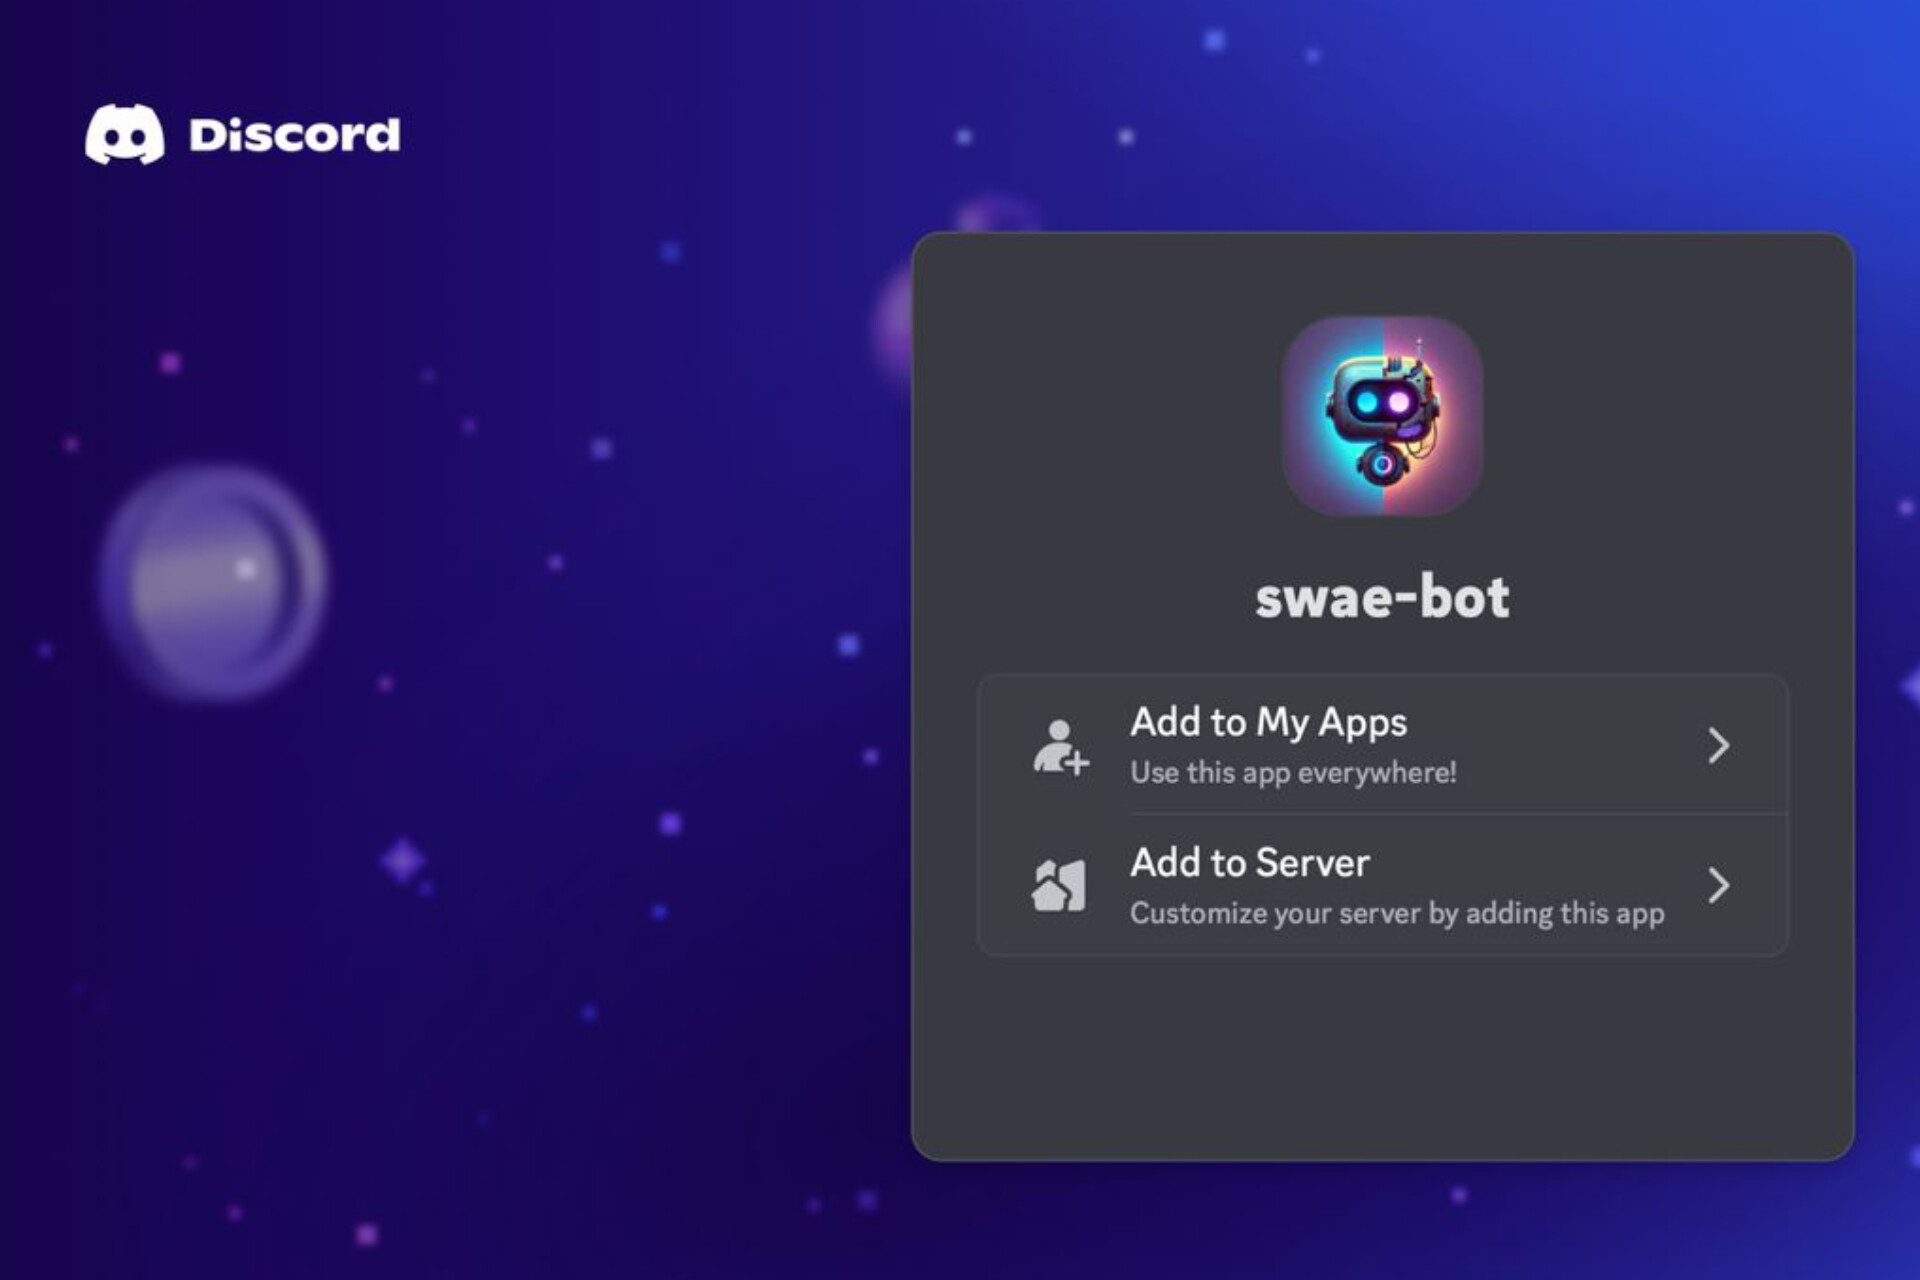 Discord
swae-bot
Add to My Apps
Use this app everywhere!
Add to Server
Customize your server by adding this app